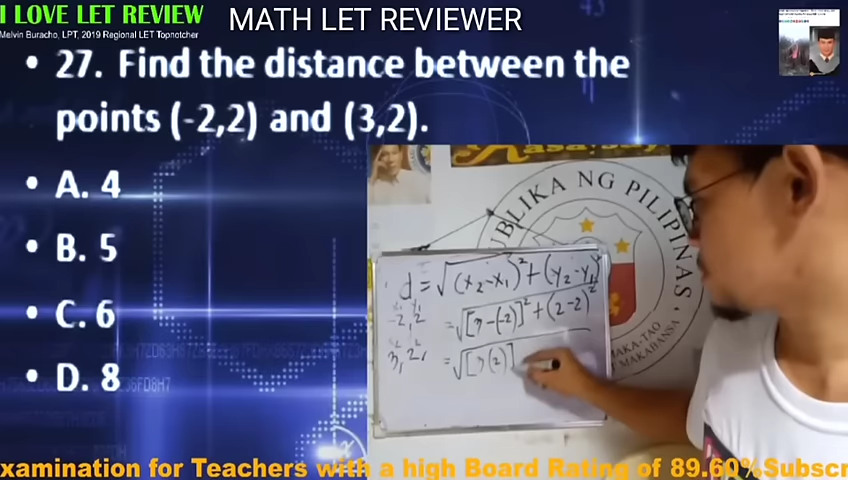 I LOVE LET REVIEW
Melvin Buracho, LPT, 2019 Regional LET Topnotcher
MATH LET REVIEWER
• 27. Find the distance between the
points (-2,2) and (3,2).
• A. 4
• B. 5
• C. 6
• D. 8
UBLIKA NG PILIPINAS
MAKA-TAO
MAKABANSA
d = √(x₂-x₁)² + (y₂-y₁)²
x₁ y₁
-2, 2
= √[3-(-2)]² + (2-2)²
3, 2
= √[3(2)]
xamination for Teachers with a high Board Rating of 89.60%Subscr